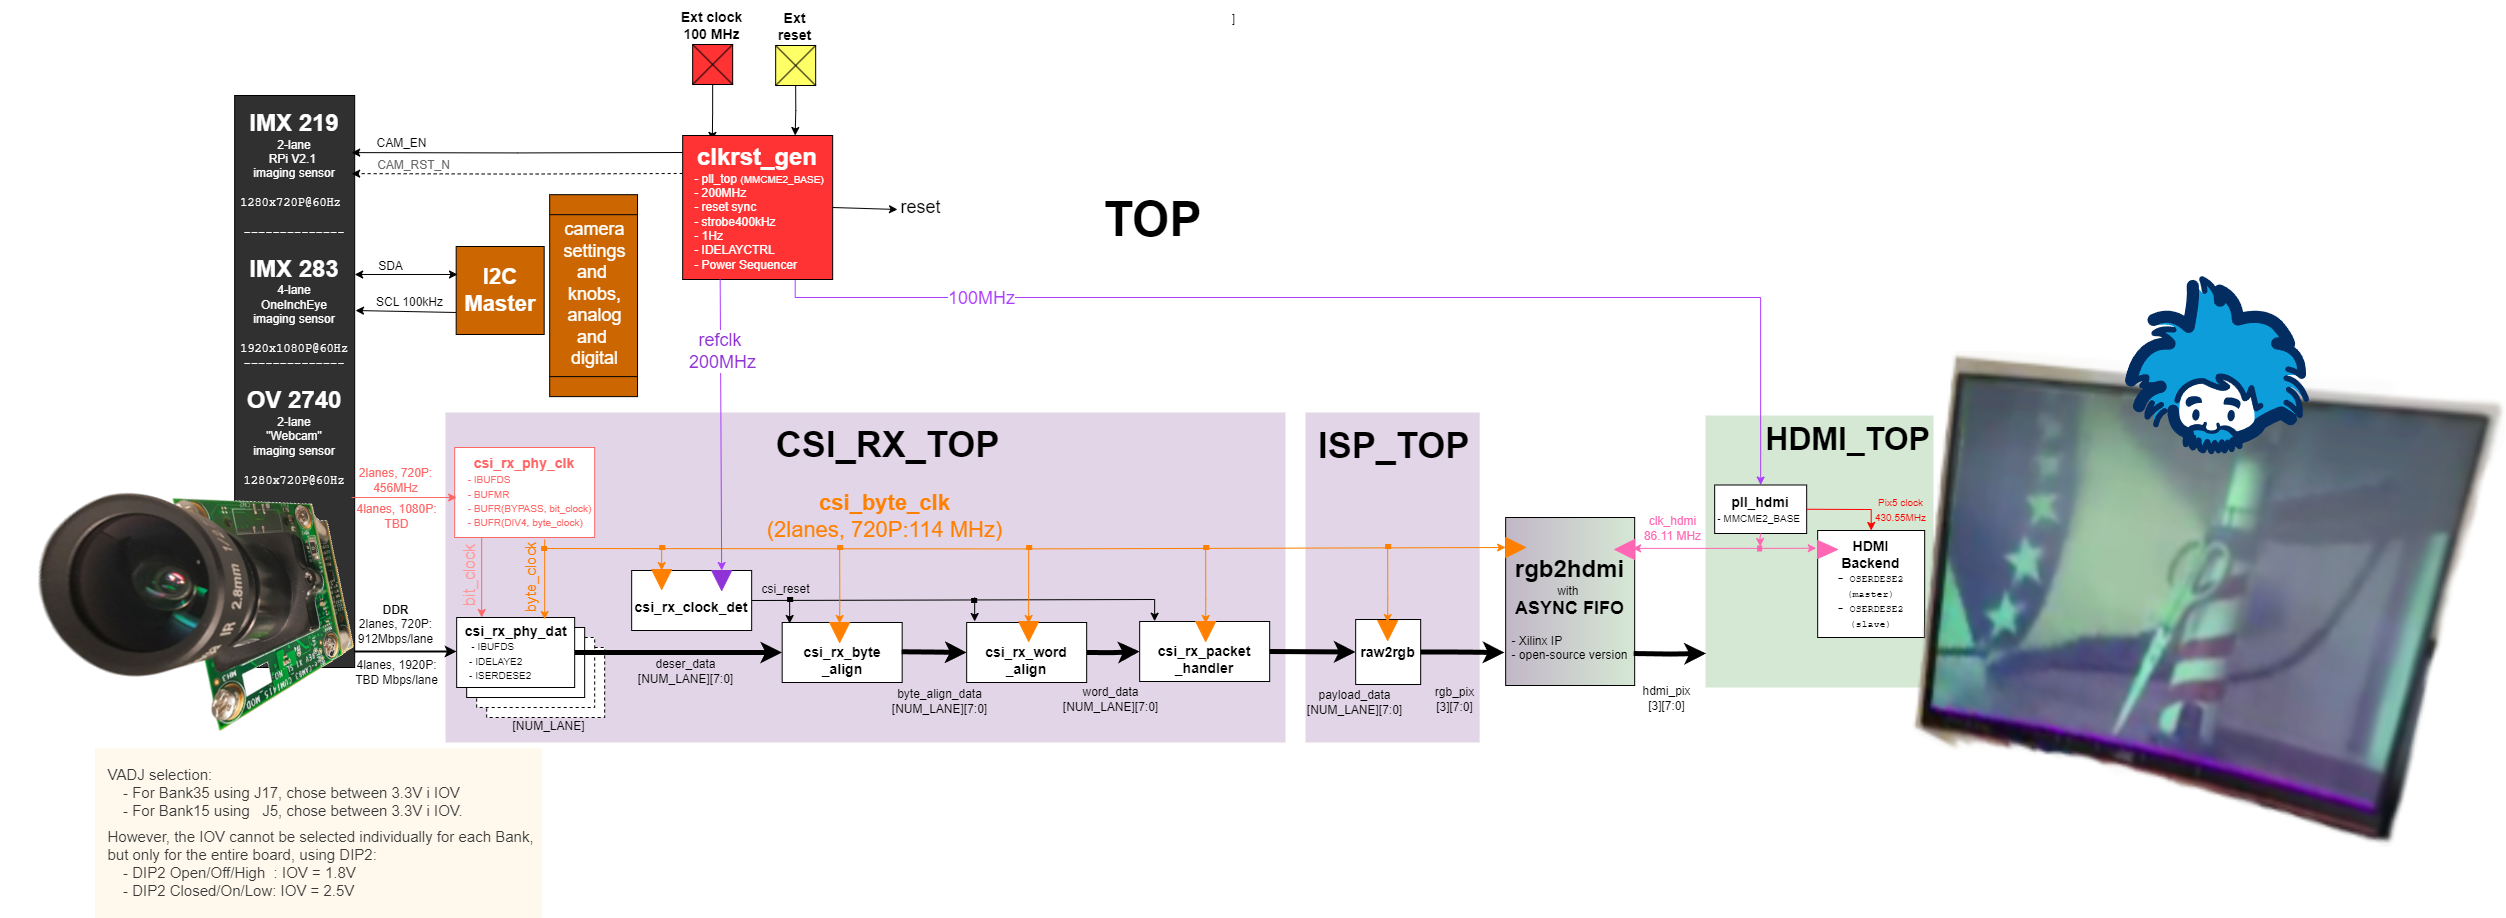 Ext clock
100 MHz
Ext
reset
]
IMX 219
2-lane
RPi V2.1
imaging sensor
1280x720P@60Hz
--------------
IMX 283
4-lane
OneInchEye
imaging sensor
1920x1080P@60Hz
--------------
OV 2740
2-lane
"Webcam"
imaging sensor
1280x720P@60Hz
CAM_EN
CAM_RST_N
clkrst_gen
- pll_top (MMCME2_BASE)
- 200MHz
- reset sync
- strobe400kHz
- 1Hz
- IDELAYCTRL
- Power Sequencer
reset
TOP
SDA
SCL 100kHz
I2C
Master
camera
settings
and
knobs,
analog
and
digital
100MHz
refclk
200MHz
CSI_RX_TOP
ISP_TOP
HDMI_TOP
2lanes, 720P:
456MHz
4lanes, 1080P:
TBD
csi_rx_phy_clk
- IBUFDS
- BUFMR
- BUFR(BYPASS, bit_clock)
- BUFR(DIV4, byte_clock)
csi_byte_clk
(2lanes, 720P:114 MHz)
bit_clock
byte_clock
pll_hdmi
- MMCME2_BASE
Pix5 clock
430.55MHz
clk_hdmi
86.11 MHz
HDMI
Backend
- OSERDESE2
(master)
- OSERDESE2
(slave)
rgb2hdmi
with
ASYNC FIFO
- Xilinx IP
- open-source version
csi_rx_clock_det
csi_reset
DDR
2lanes, 720P:
912Mbps/lane
4lanes, 1920P:
TBD Mbps/lane
csi_rx_phy_dat
- IBUFDS
- IDELAYE2
- ISERDESE2
[NUM_LANE]
deser_data
[NUM_LANE][7:0]
csi_rx_byte
_align
byte_align_data
[NUM_LANE][7:0]
csi_rx_word
_align
word_data
[NUM_LANE][7:0]
csi_rx_packet
_handler
payload_data
[NUM_LANE][7:0]
raw2rgb
rgb_pix
[3][7:0]
hdmi_pix
[3][7:0]
IR 2.8mm
VADJ selection:
- For Bank35 using J17, chose between 3.3V i IOV
- For Bank15 using J5, chose between 3.3V i IOV.
However, the IOV cannot be selected individually for each Bank,
but only for the entire board, using DIP2:
- DIP2 Open/Off/High : IOV = 1.8V
- DIP2 Closed/On/Low: IOV = 2.5V